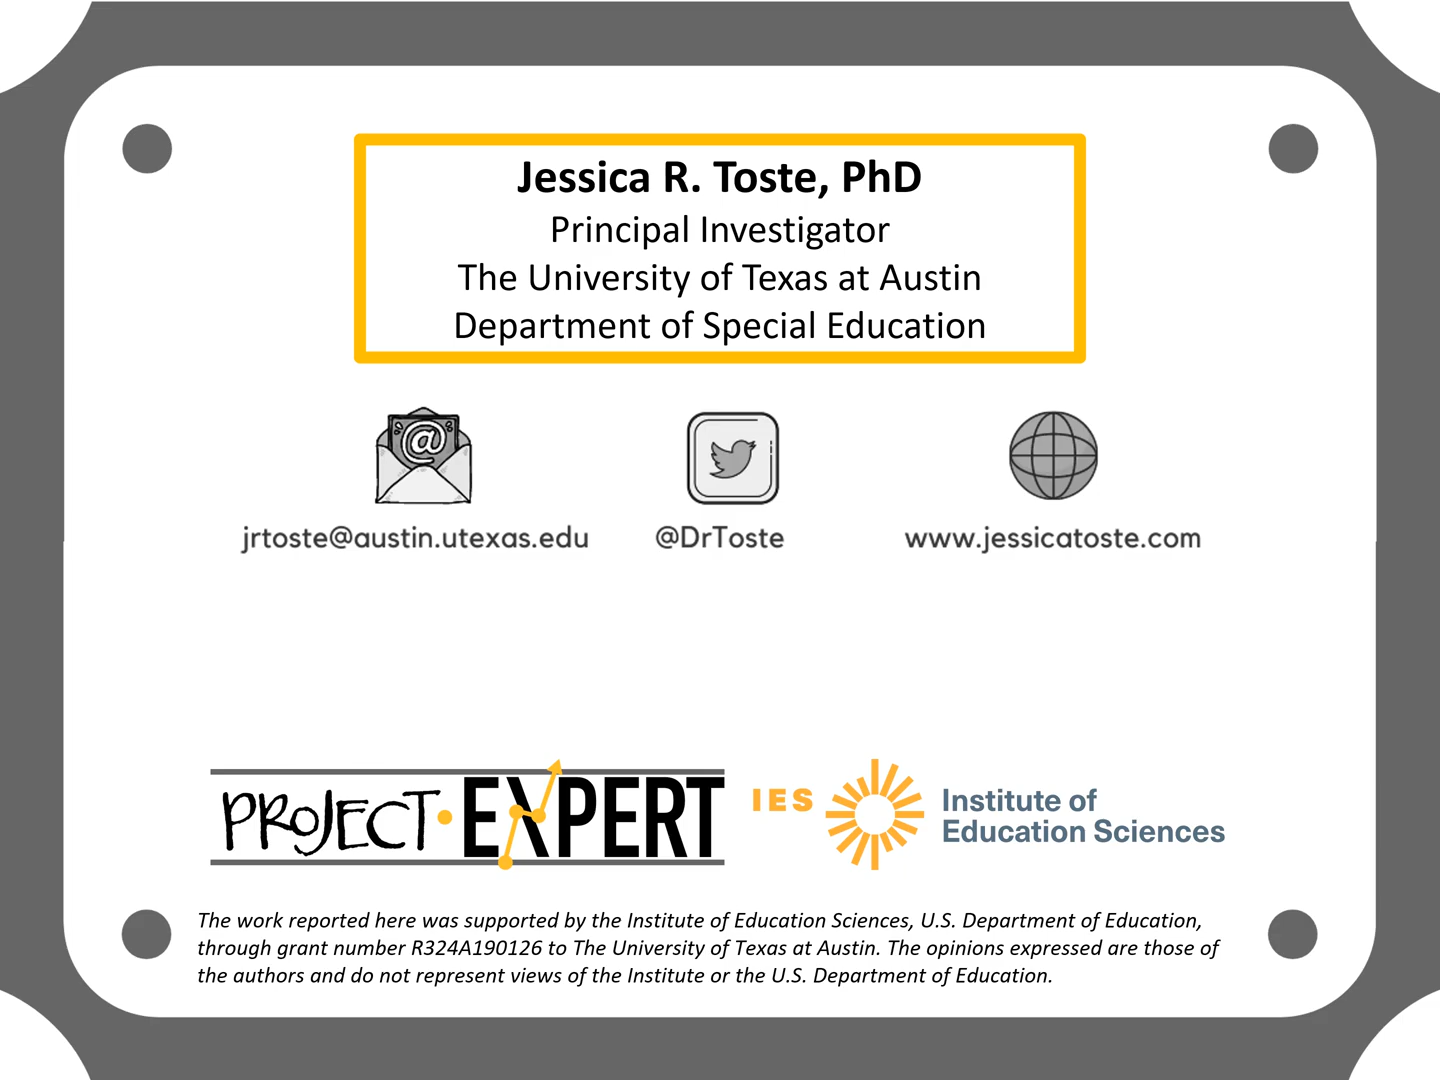 Jessica R. Toste, PhD
Principal Investigator
The University of Texas at Austin
Department of Special Education
@
jrtoste@austin.utexas.edu
@DrToste
www.jessicatoste.com
PROJECT·EXPERT
IES
Institute of
Education Sciences
The work reported here was supported by the Institute of Education Sciences, U.S. Department of Education,
through grant number R324A190126 to The University of Texas at Austin. The opinions expressed are those of
the authors and do not represent views of the Institute or the U.S. Department of Education.